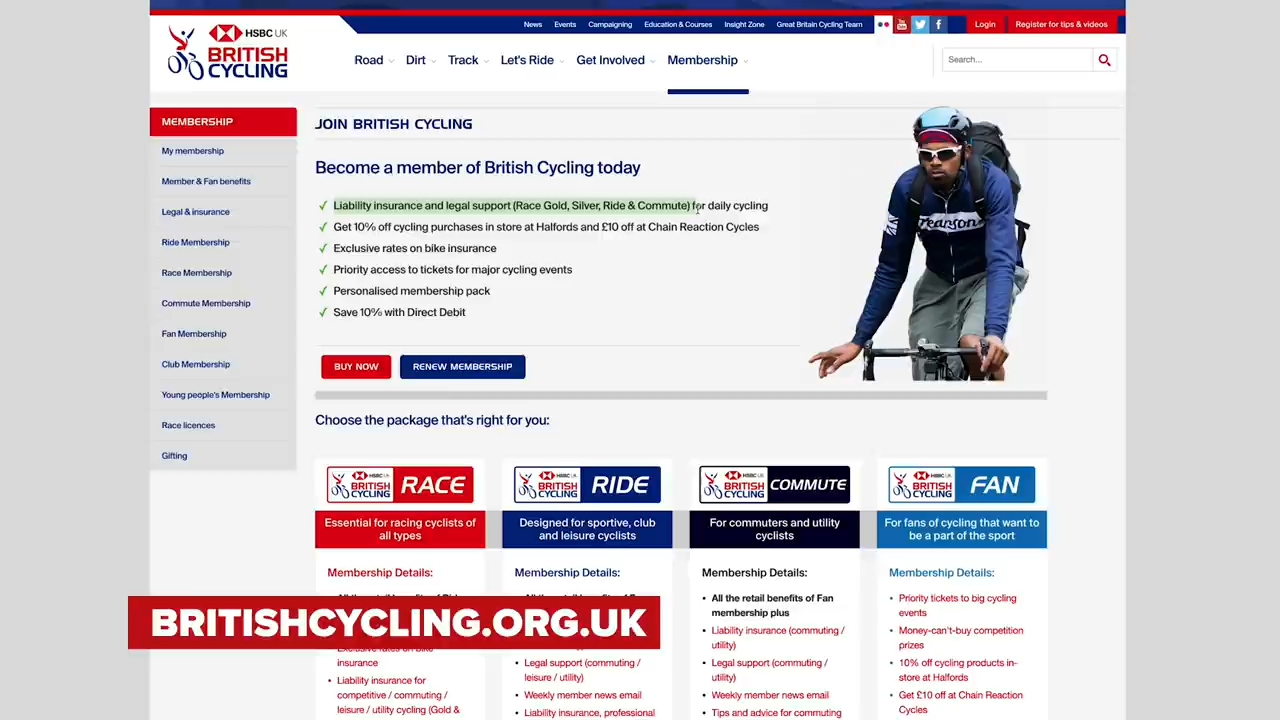 News Events Campaigning Education & Courses Insight Zone Great Britain Cycling Team You Tube f Login Register for tips & videos
HSBC UK
BRITISH
CYCLING
Road Dirt Track Let's Ride Get Involved Membership
Search...
MEMBERSHIP
My membership
Member & Fan benefits
Legal & insurance
Ride Membership
Race Membership
Commute Membership
Fan Membership
Club Membership
Young people's Membership
Race licences
Gifting
JOIN BRITISH CYCLING
Become a member of British Cycling today
Liability insurance and legal support (Race Gold, Silver, Ride & Commute) for daily cycling
Get 10% off cycling purchases in store at Halfords and £10 off at Chain Reaction Cycles
Exclusive rates on bike insurance
Priority access to tickets for major cycling events
Personalised membership pack
Save 10% with Direct Debit
Pearson
BUY NOW RENEW MEMBERSHIP
Choose the package that's right for you:
HSBC UK
BRITISH
CYCLING
RACE
Essential for racing cyclists of
all types
Membership Details:
insurance
• Liability insurance for
competitive / commuting /
leisure / utility cycling (Gold &
HSBC UK
BRITISH
CYCLING
RIDE
Designed for sportive, club
and leisure cyclists
Membership Details:
• Legal support (commuting /
leisure / utility)
• Weekly member news email
• Liability insurance, professional
HSBC UK
BRITISH
CYCLING
COMMUTE
For commuters and utility
cyclists
Membership Details:
• All the retail benefits of Fan
membership plus
• Liability insurance (commuting /
utility)
• Legal support (commuting /
utility)
• Weekly member news email
• Tips and advice for commuting
HSBC UK
BRITISH
CYCLING
FAN
For fans of cycling that want to
be a part of the sport
Membership Details:
• Priority tickets to big cycling
events
• Money-can't-buy competition
prizes
• 10% off cycling products in-
store at Halfords
• Get £10 off at Chain Reaction
Cycles
BRITISHCYCLING.ORG.UK